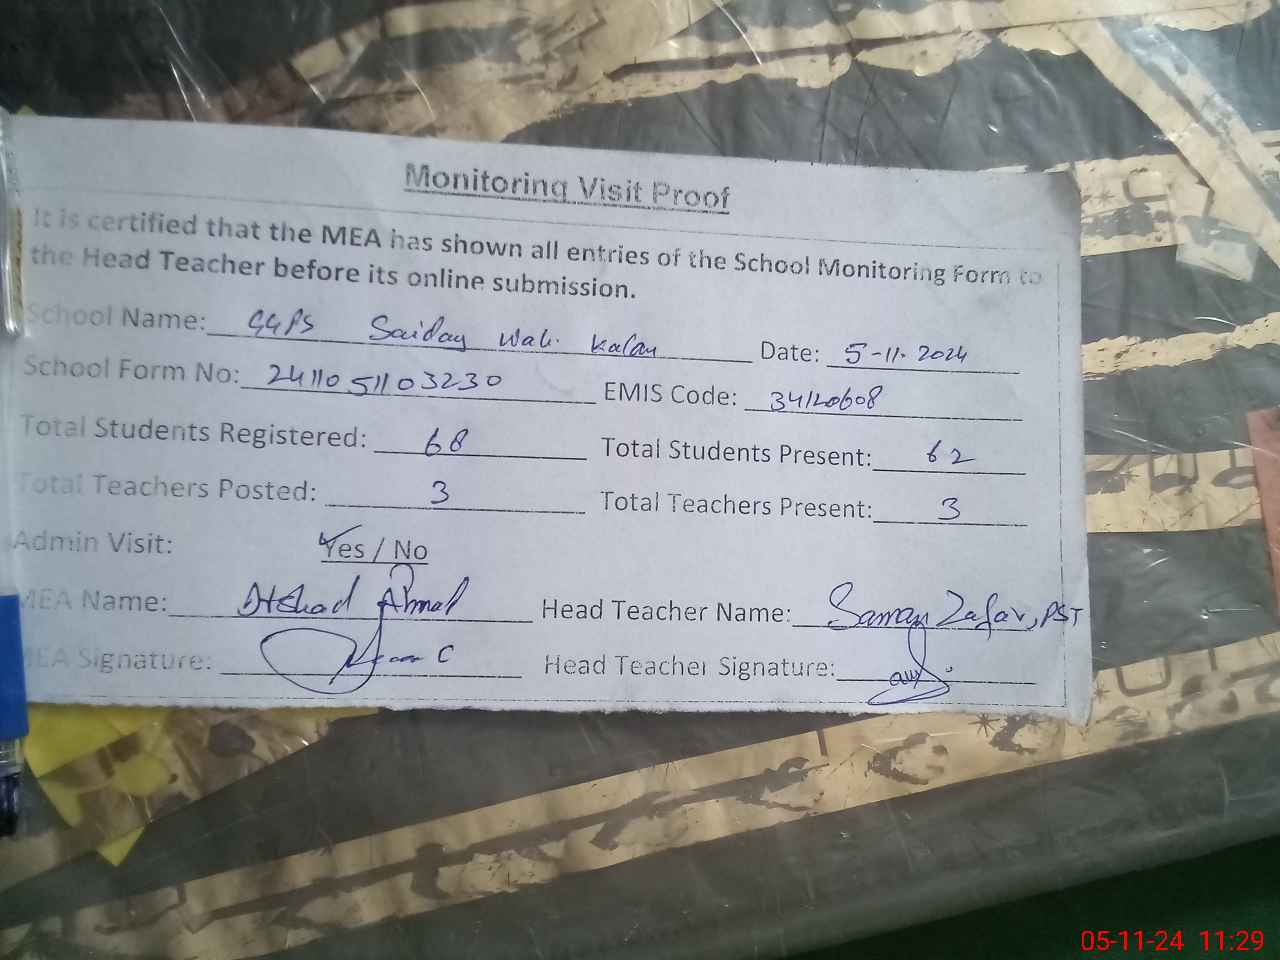 Monitoring Visit Proof
It is certified that the MEA has shown all entries of the School Monitoring Form to
the Head Teacher before its online submission.
School Name: GGPS Saiday Wali Kalan Date: 5-11-2024
School Form No: 2411051103230 EMIS Code: 34120608
Total Students Registered: 68 Total Students Present: 62
Total Teachers Posted: 3 Total Teachers Present: 3
Admin Visit: Yes / No
MEA Name: Ahmad Head Teacher Name: Saman Zafar, PST
MEA Signature: Head Teacher Signature:
05-11-24 11:29